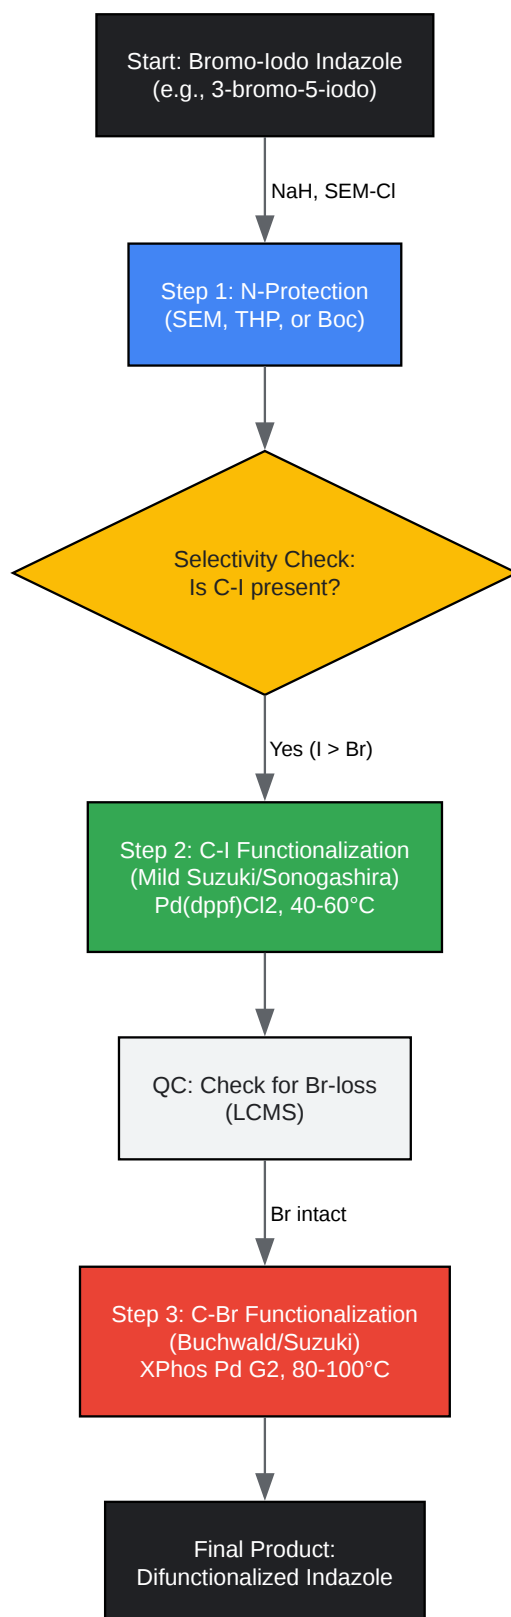 Start: Bromo-Iodo Indazole
(e.g., 3-bromo-5-iodo)
NaH, SEM-Cl
Step 1: N-Protection
(SEM, THP, or Boc)
Selectivity Check:
Is C-I present?
Yes (I > Br)
Step 2: C-I Functionalization
(Mild Suzuki/Sonogashira)
Pd(dppf)Cl2, 40-60°C
QC: Check for Br-loss
(LCMS)
Br intact
Step 3: C-Br Functionalization
(Buchwald/Suzuki)
XPhos Pd G2, 80-100°C
Final Product:
Difunctionalized Indazole